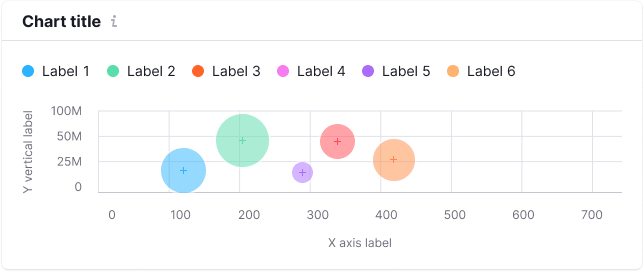 Chart title
Label 1 Label 2 Label 3 Label 4 Label 5 Label 6
Y vertical label
100M
50M
25M
0
0 100 200 300 400 500 600 700
X axis label